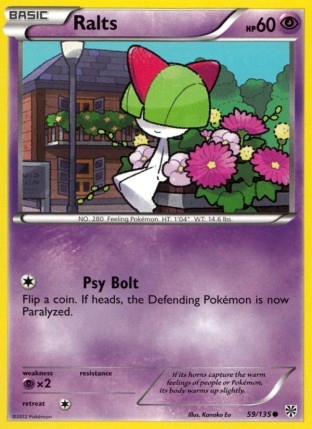 BASIC
Ralts
HP60
NO. 280 Feeling Pokémon HT: 1'04" WT: 14.6 lbs.
Psy Bolt
Flip a coin. If heads, the Defending Pokémon is now
Paralyzed.
weakness resistance
×2
retreat
If its horns capture the warm
feelings of people or Pokémon,
its body warms up slightly.
©2012 Pokémon
Illus. Kanako Eo
59/135